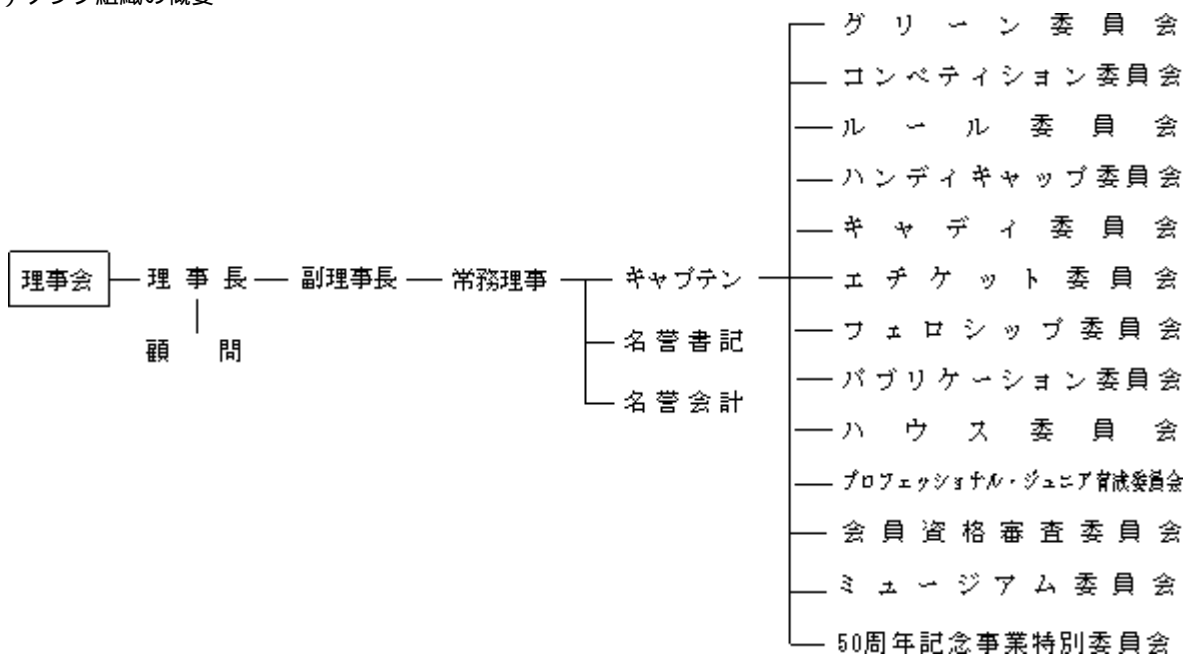 クラブ組織の概要
グリーン委員会
コンペティション委員会
ルール委員会
ハンディキャップ委員会
キャディ委員会
理事会 理事長 副理事長 常務理事 キャプテン エチケット委員会
顧問 名誉書記 フェロシップ委員会
パブリケーション委員会
名誉会計
ハウス委員会
プロフェッショナル・ジュニア育成委員会
会員資格審査委員会
ミュージアム委員会
50周年記念事業特別委員会